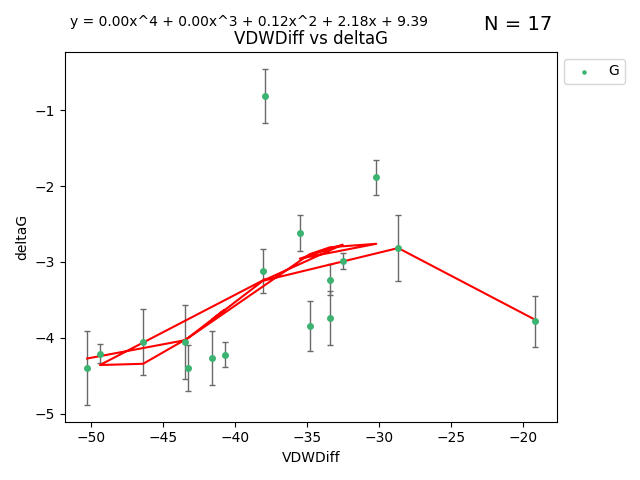 y = 0.00x^4 + 0.00x^3 + 0.12x^2 + 2.18x + 9.39
N = 17
VDWDiff vs deltaG
G
−1
−2
−3
−4
−5
deltaG
−50
−45
−40
−35
−30
−25
−20
VDWDiff